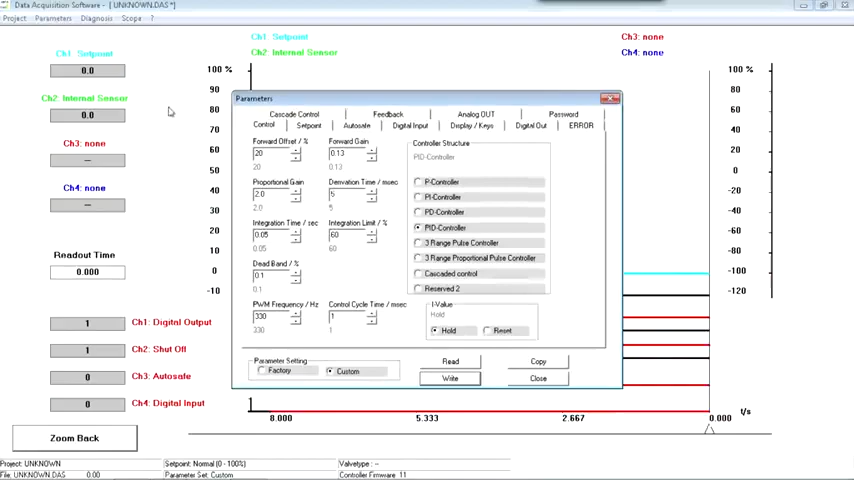 Data Acquisition Software - [ UNKNOWN.DAS *]
Project Parameters Diagnosis Scope ?
Ch1: Setpoint
0.0
Ch2: Internal Sensor
0.0
Ch3: none
--
Ch4: none
--
Readout Time
0.000
1 Ch1: Digital Output
1 Ch2: Shut Off
0 Ch3: Autosafe
0 Ch4: Digital Input
Zoom Back
Ch1: Setpoint
Ch2: Internal Sensor
Ch3: none
Ch4: none
100 %
90
80
70
60
50
40
30
20
10
0
-10
100 %
80
60
40
20
0
-20
-40
-60
-80
-100
-120
8.000 5.333 2.667 0.000 t/s
Parameters
Cascade Control Feedback Analog OUT Password
Control Setpoint Autosafe Digital Input Display / Keys Digital Out ERROR
Forward Offset / %
20
20
Forward Gain
0.13
0.13
Proportional Gain
2.0
2.0
Derivation Time / msec
5
5
Integration Time / sec
0.05
0.05
Integration Limit / %
60
60
Dead Band / %
0.1
0.1
PWM Frequency / Hz
330
330
Control Cycle Time / msec
1
1
Controller Structure
PID-Controller
P-Controller
PI-Controller
PD-Controller
PID-Controller
3 Range Pulse Controller
3 Range Proportional Pulse Controller
Cascaded control
Reserved 2
I-Value
Hold
Hold Reset
Parameter Setting
Factory Custom
Read Copy
Write Close
Project: UNKNOWN Setpoint: Normal (0 - 100%) Valvetype : --
File: UNKNOWN.DAS 0.00 Parameter Set: Custom Controller Firmware 11